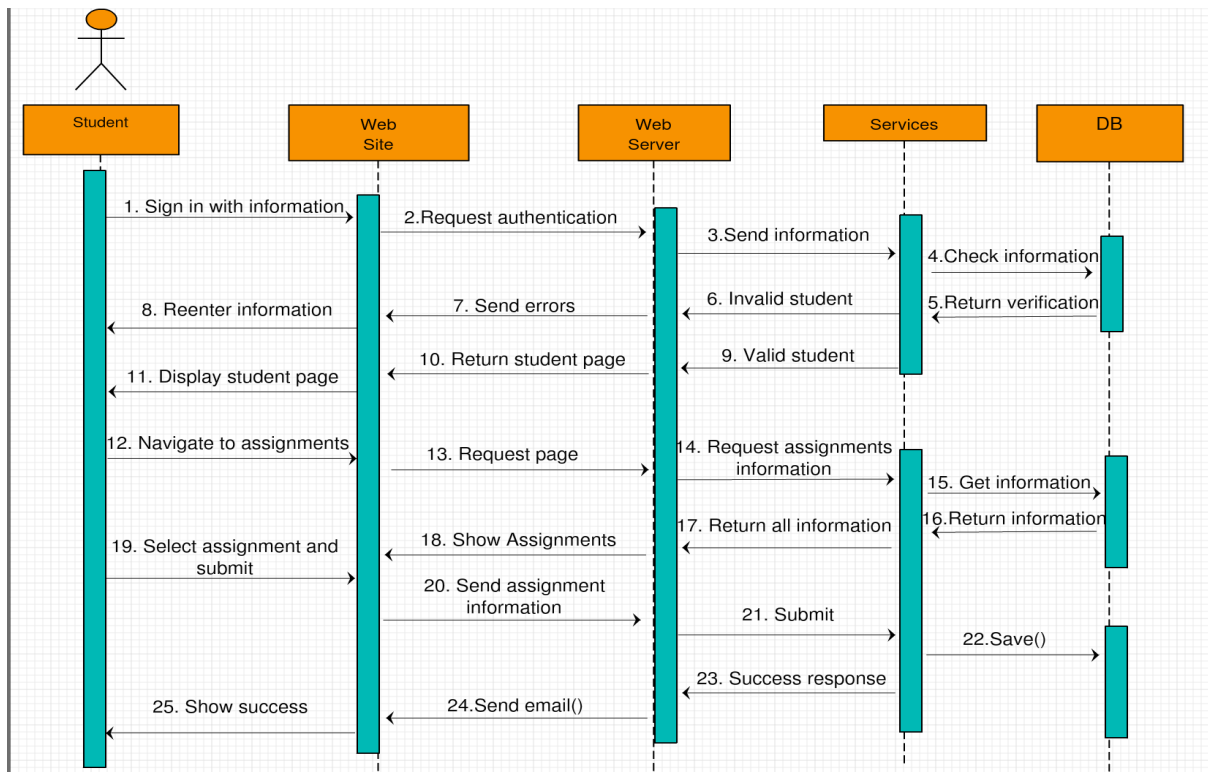 Student
Web
Site
Web
Server
Services
DB
1. Sign in with information
2.Request authentication
3.Send information
4.Check information
5.Return verification
6. Invalid student
7. Send errors
8. Reenter information
9. Valid student
10. Return student page
11. Display student page
12. Navigate to assignments
13. Request page
14. Request assignments
information
15. Get information
16.Return information
17. Return all information
18. Show Assignments
19. Select assignment and
submit
20. Send assignment
information
21. Submit
22.Save()
23. Success response
24.Send email()
25. Show success